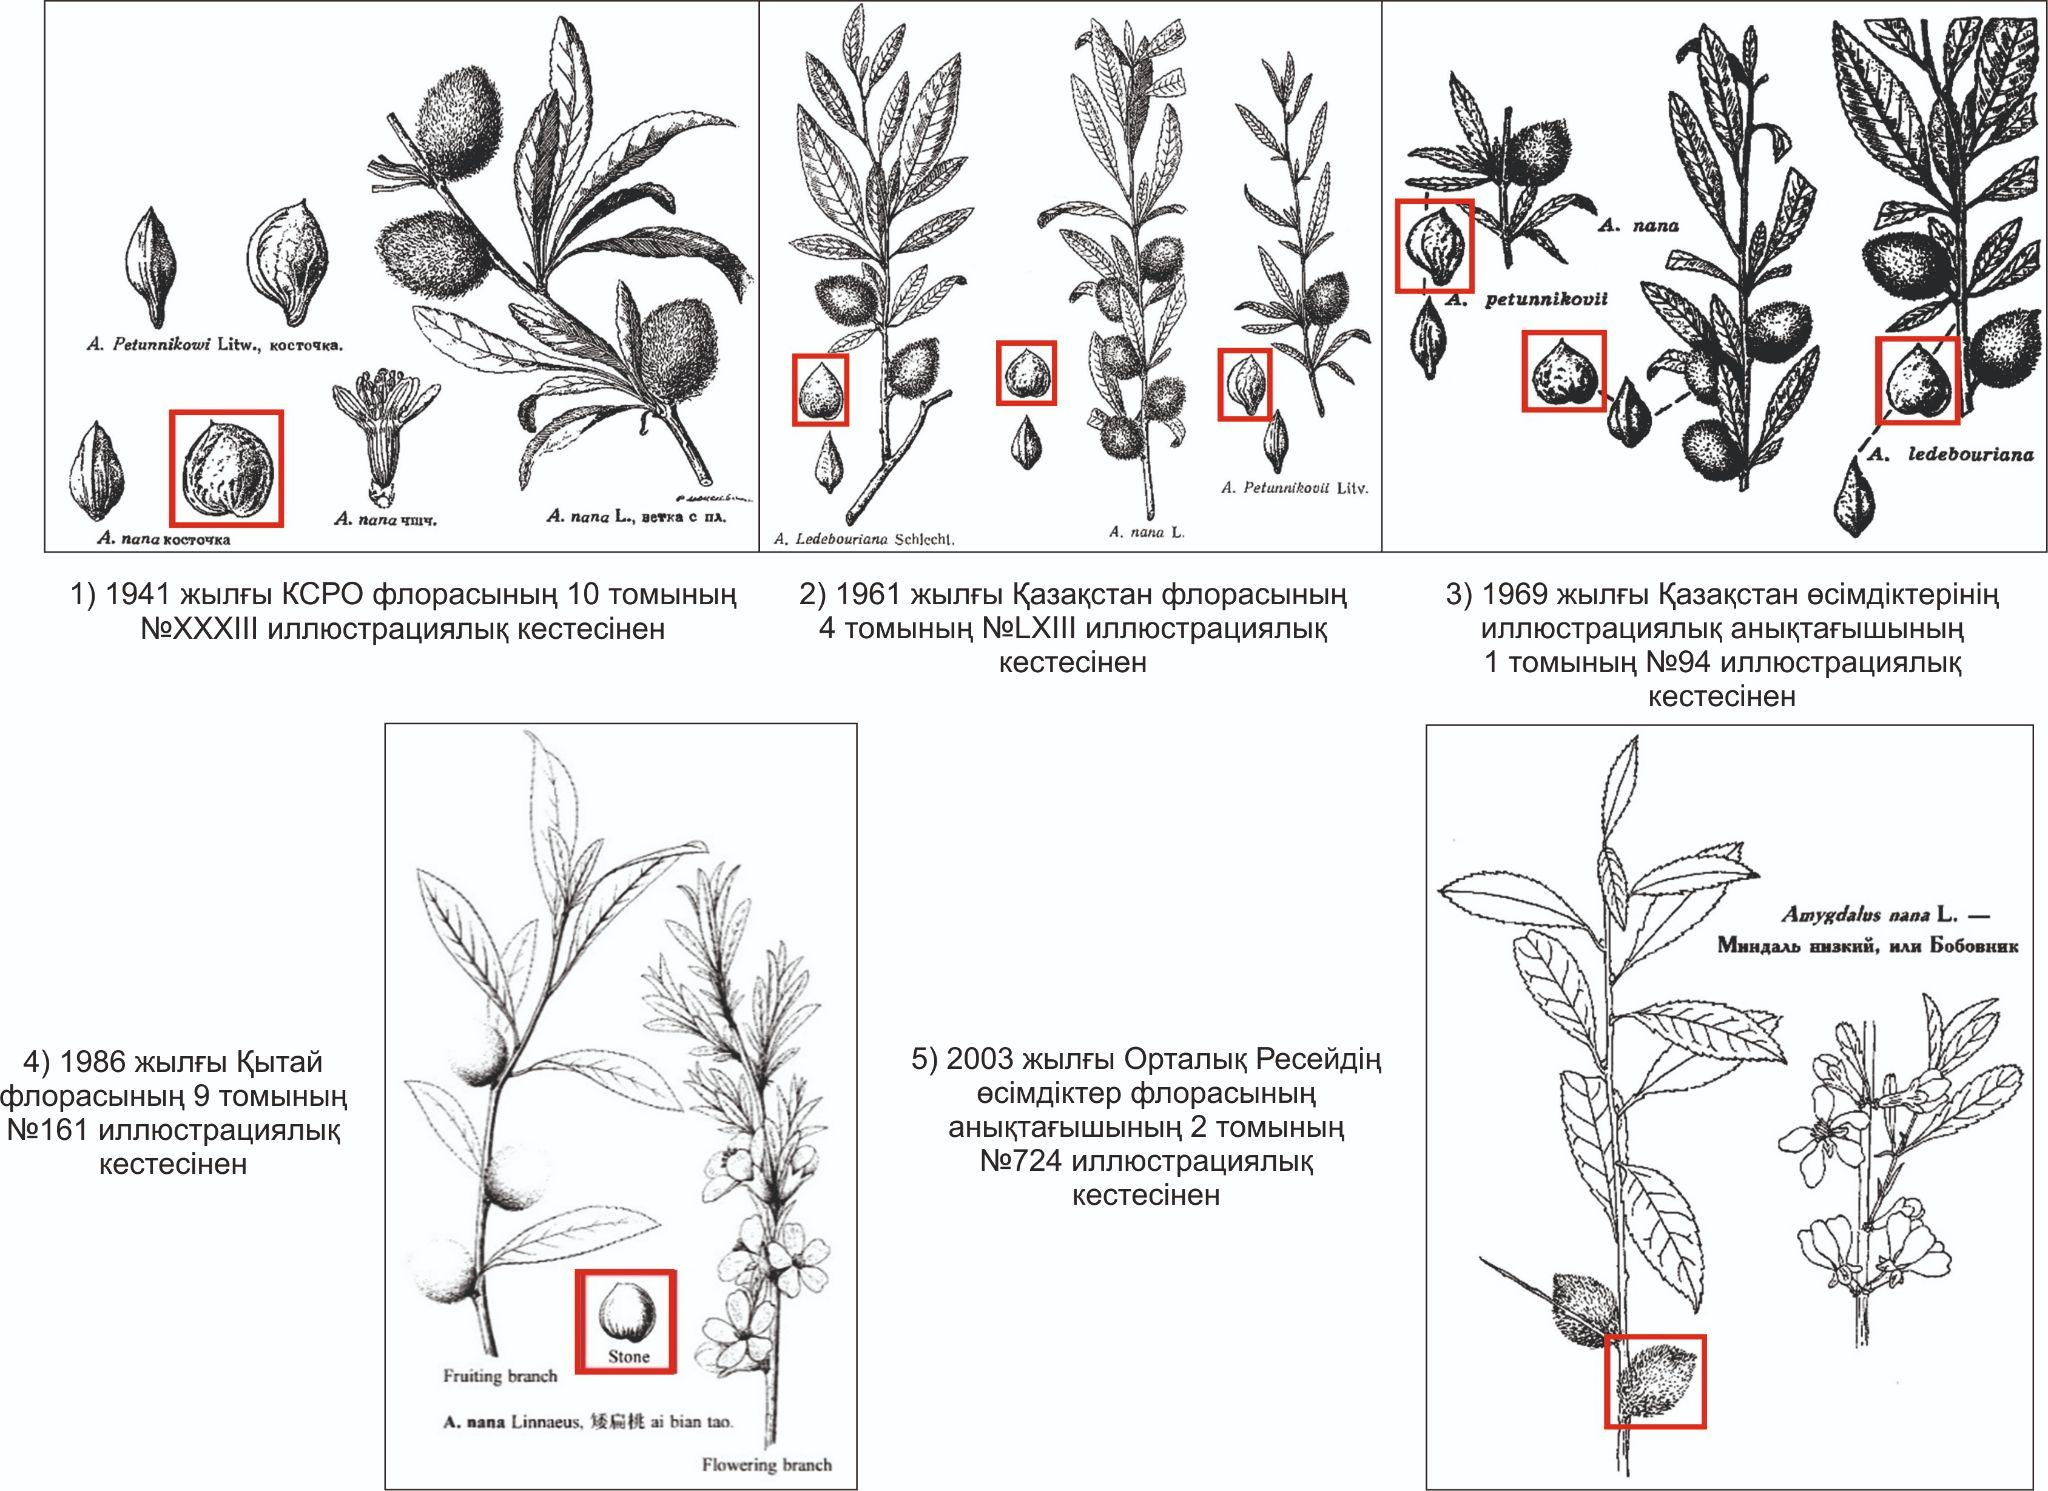 A. Petunnikowi Litw., косточка.
A. nana косточка
A. nana чшч.
A. nana L., ветка с пл.
A. Ledebouriana Schlecht.
A. nana L.
A. Petunnikovii Litv.
A. nana
A. petunnikovii
A. ledebouriana
1) 1941 жылғы КСРО флорасының 10 томының
№XXXIII иллюстрациялық кестесінен
2) 1961 жылғы Қазақстан флорасының
4 томының №LXIII иллюстрациялық
кестесінен
3) 1969 жылғы Қазақстан өсімдіктерінің
иллюстрациялық анықтағышының
1 томының №94 иллюстрациялық
кестесінен
4) 1986 жылғы Қытай
флорасының 9 томының
№161 иллюстрациялық
кестесінен
Stone
Fruiting branch
A. nana Linnaeus, 矮扁桃 ai bian tao.
Flowering branch
5) 2003 жылғы Орталық Ресейдің
өсімдіктер флорасының
анықтағышының 2 томының
№724 иллюстрациялық
кестесінен
Amygdalus nana L. —
Миндаль низкий, или Бобовник